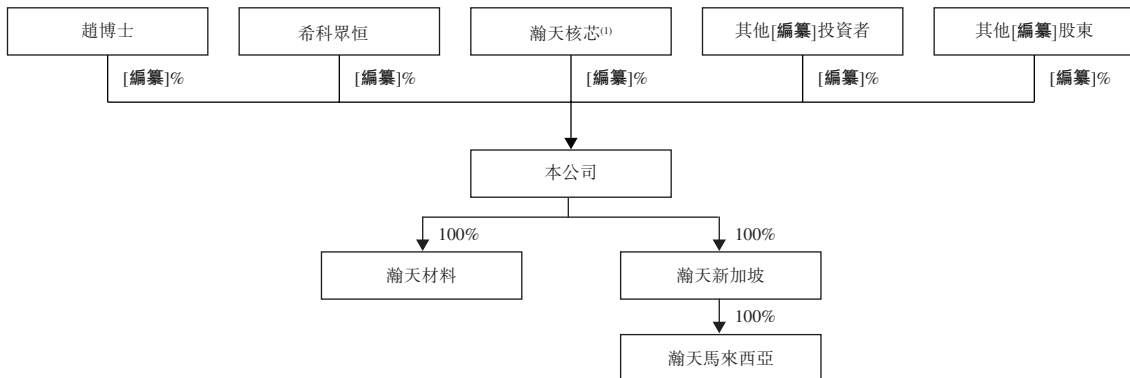 趙博士
希科眾恒
瀚天核芯(1)
其他[編纂]投資者
其他[編纂]股東
[編纂]%
[編纂]%
[編纂]%
[編纂]%
[編纂]%
本公司
100%
100%
瀚天材料
瀚天新加坡
100%
瀚天馬來西亞